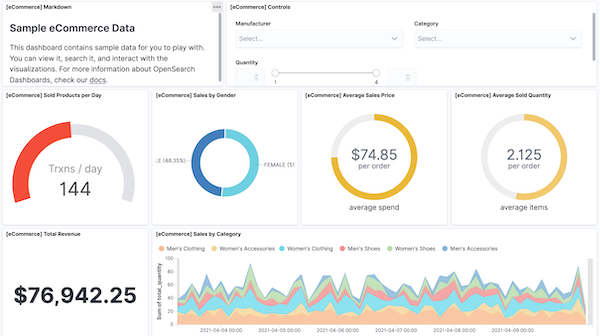 [eCommerce] Markdown
Sample eCommerce Data
This dashboard contains sample data for you to play with.
You can view it, search it, and interact with the
visualizations. For more information about OpenSearch
Dashboards, check our docs.
[eCommerce] Controls
Manufacturer
Category
Select...
Select...
Quantity
1
4
[eCommerce] Sold Products per Day
Trxns / day
144
[eCommerce] Sales by Gender
LE (48.35%)
FEMALE (51
[eCommerce] Average Sales Price
$74.85
per order
average spend
[eCommerce] Average Sold Quantity
2.125
per order
average items
[eCommerce] Total Revenue
$76,942.25
[eCommerce] Sales by Category
Men's Clothing
Women's Accessories
Women's Clothing
Men's Shoes
Women's Shoes
Men's Accessories
Sum of total_quantity
100
80
60
40
20
0
2021-04-04 00:00
2021-04-05 00:00
2021-04-06 00:00
2021-04-07 00:00
2021-04-08 00:00
2021-04-09 00:00